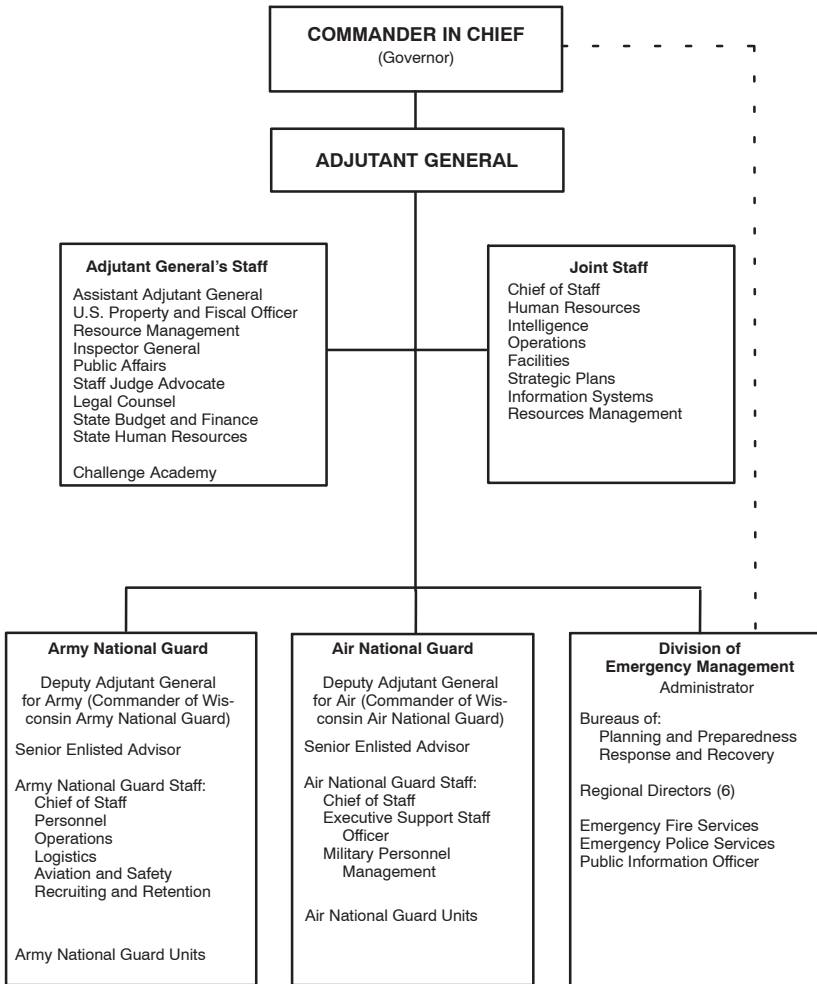 COMMANDER IN CHIEF
(Governor)
ADJUTANT GENERAL
Adjutant General's Staff
Assistant Adjutant General
U.S. Property and Fiscal Officer
Resource Management
Inspector General
Public Affairs
Staff Judge Advocate
Legal Counsel
State Budget and Finance
State Human Resources
Challenge Academy
Joint Staff
Chief of Staff
Human Resources
Intelligence
Operations
Facilities
Strategic Plans
Information Systems
Resources Management
Army National Guard
Deputy Adjutant General
for Army (Commander of Wis-
consin Army National Guard)
Senior Enlisted Advisor
Army National Guard Staff:
Chief of Staff
Personnel
Operations
Logistics
Aviation and Safety
Recruiting and Retention
Army National Guard Units
Air National Guard
Deputy Adjutant General
for Air (Commander of Wis-
consin Air National Guard)
Senior Enlisted Advisor
Air National Guard Staff:
Chief of Staff
Executive Support Staff
Officer
Military Personnel
Management
Air National Guard Units
Division of
Emergency Management
Administrator
Bureaus of:
Planning and Preparedness
Response and Recovery
Regional Directors (6)
Emergency Fire Services
Emergency Police Services
Public Information Officer